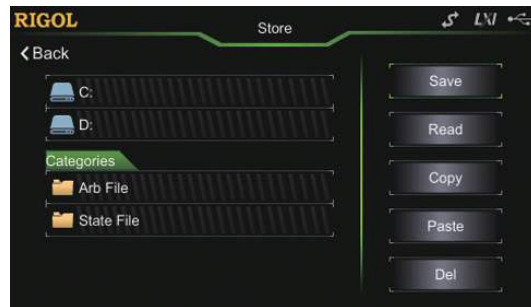 RIGOL
Store
LXI
Back
C:
D:
Categories
Arb File
State File
Save
Read
Copy
Paste
Del